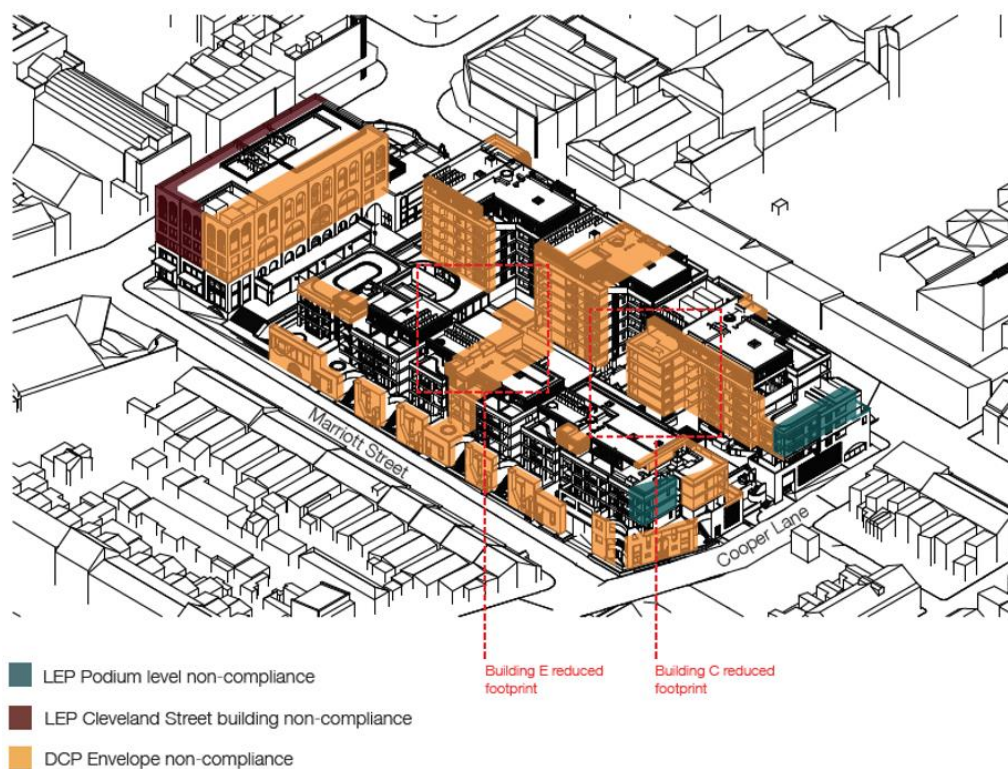 Marriott Street
Cooper Lane
Building E reduced
footprint
Building C reduced
footprint
LEP Podium level non-compliance
LEP Cleveland Street building non-compliance
DCP Envelope non-compliance